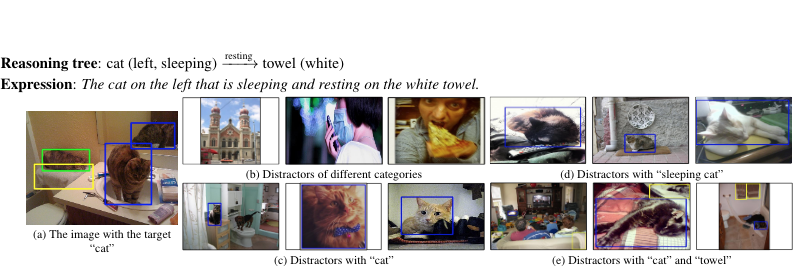 Reasoning tree: cat (left, sleeping) resting⟶ towel (white)
Expression: The cat on the left that is sleeping and resting on the white towel.
(b) Distractors of different categories
(d) Distractors with “sleeping cat”
(a) The image with the target
“cat”
(c) Distractors with “cat”
(e) Distractors with “cat” and “towel”